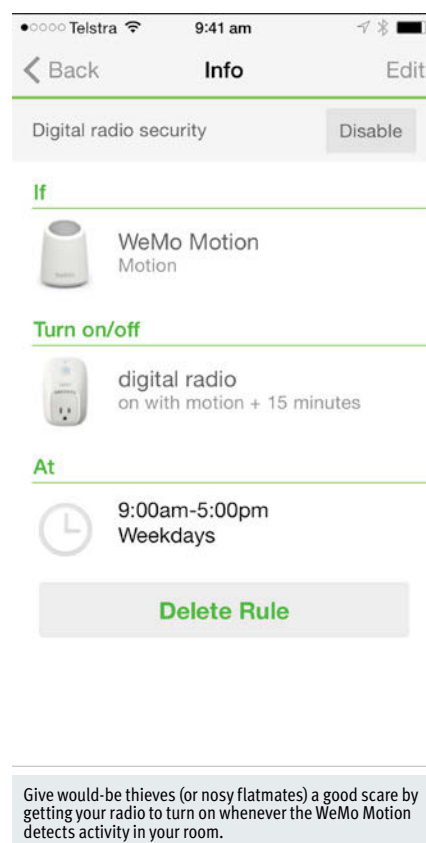 Telstra 9:41 am
Back Info Edit
Digital radio security Disable
If
WeMo Motion
Motion
Turn on/off
digital radio
on with motion + 15 minutes
At
9:00am-5:00pm
Weekdays
Delete Rule
Give would-be thieves (or nosy flatmates) a good scare by
getting your radio to turn on whenever the WeMo Motion
detects activity in your room.